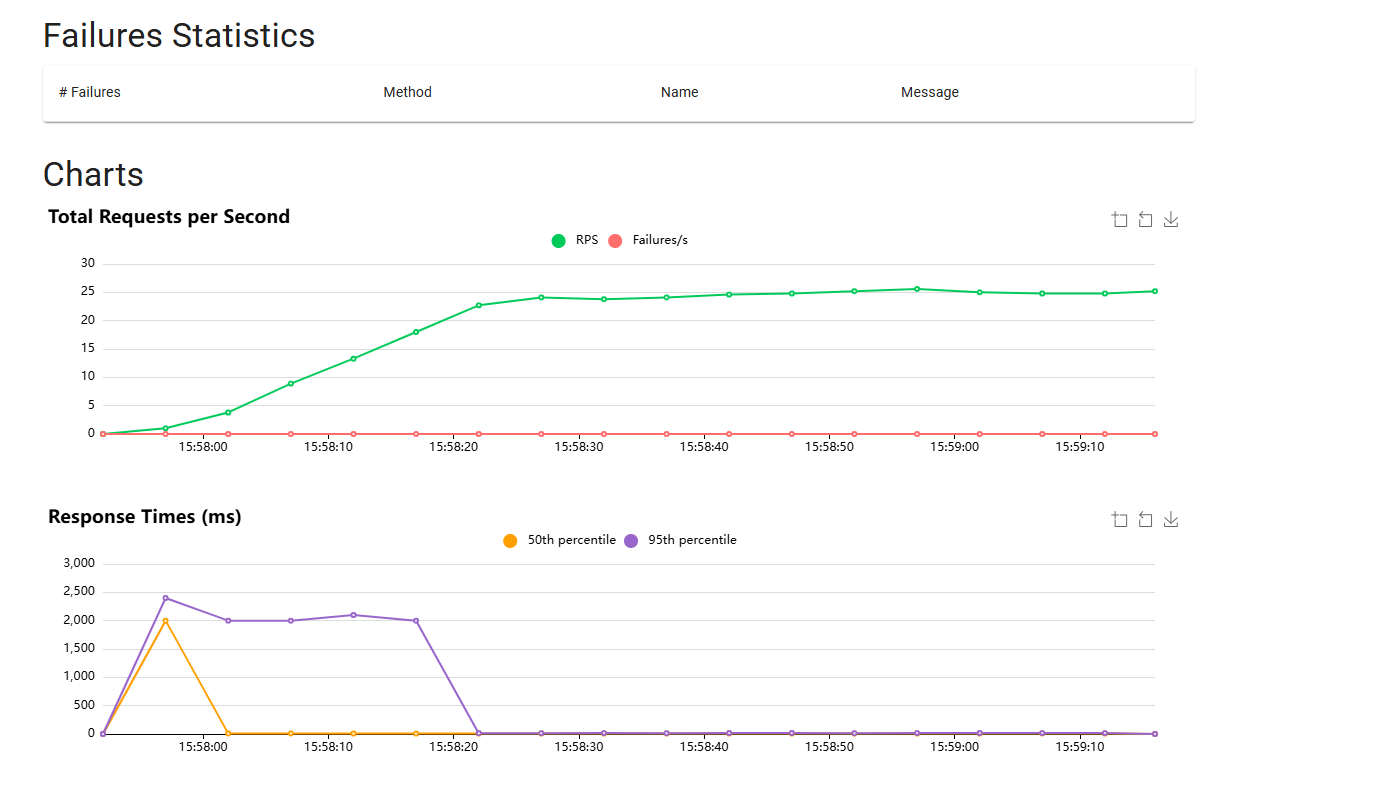 Failures Statistics
# Failures Method Name Message
Charts
Total Requests per Second
RPS Failures/s
30
25
20
15
10
5
0
15:58:00 15:58:10 15:58:20 15:58:30 15:58:40 15:58:50 15:59:00 15:59:10
Response Times (ms)
50th percentile 95th percentile
3,000
2,500
2,000
1,500
1,000
500
0
15:58:00 15:58:10 15:58:20 15:58:30 15:58:40 15:58:50 15:59:00 15:59:10